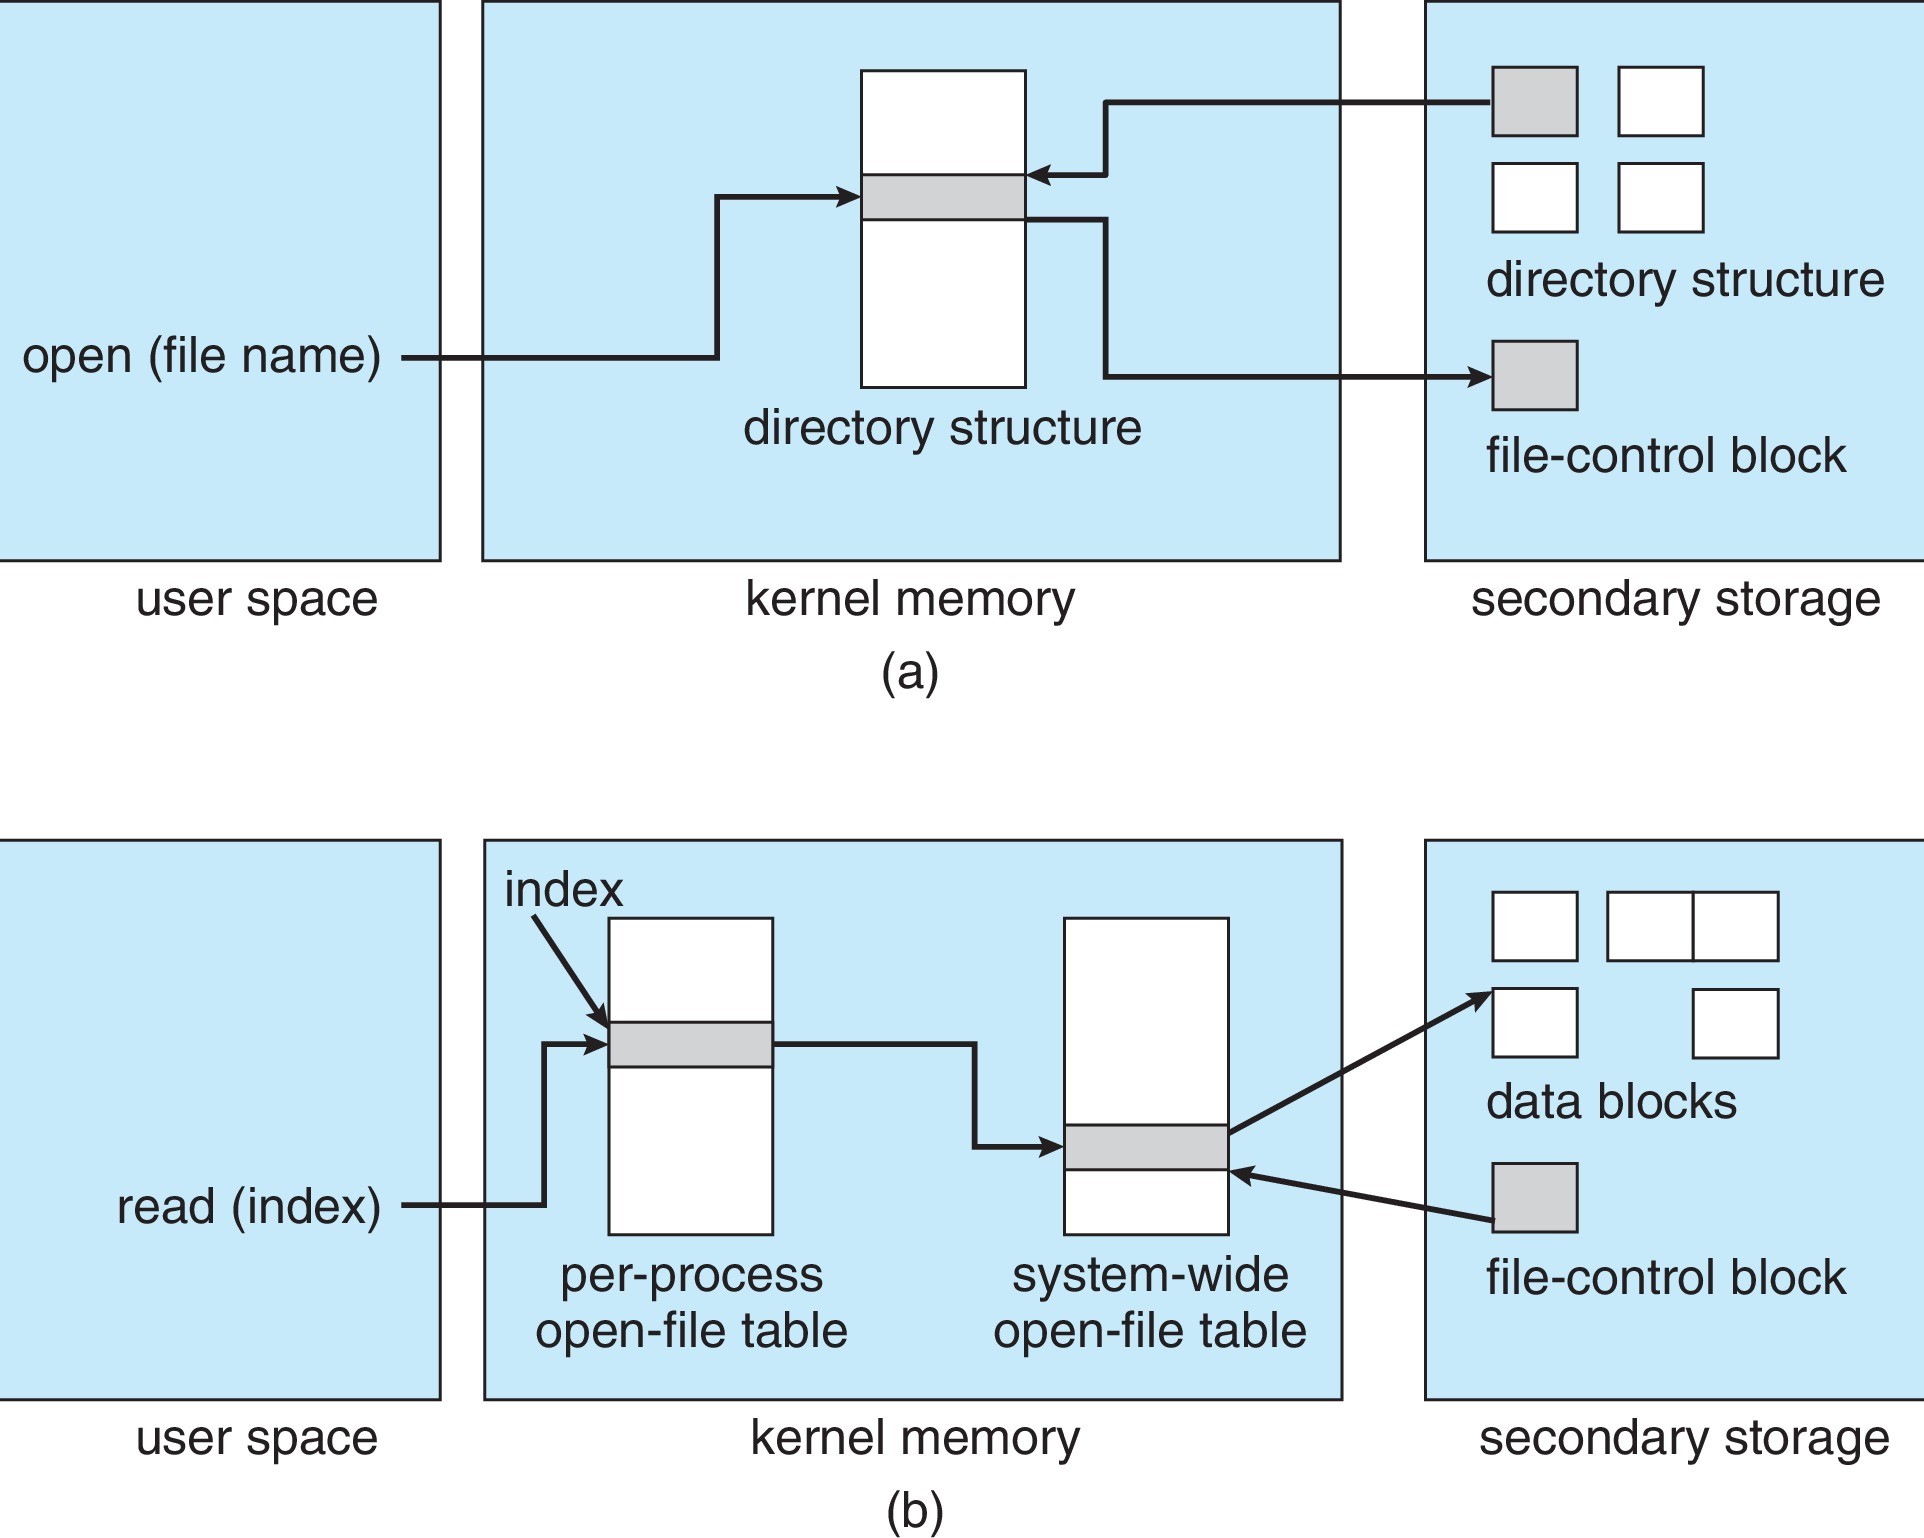 directory structure
open (file name)
directory structure
file-control block
user space
kernel memory
secondary storage
(a)
index
data blocks
read (index)
per-process
open-file table
system-wide
open-file table
file-control block
user space
kernel memory
secondary storage
(b)